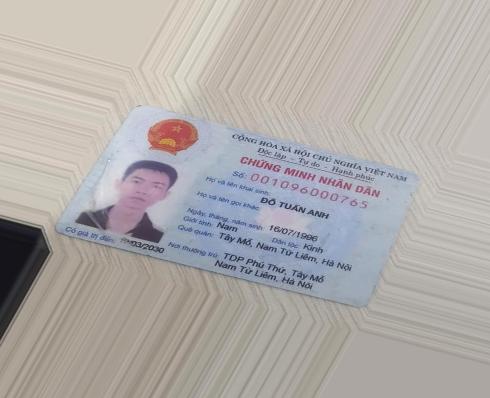 CỘNG HÒA XÃ HỘI CHỦ NGHĨA VIỆT NAM
Độc lập - Tự do - Hạnh phúc
CHỨNG MINH NHÂN DÂN
Số: 001096000765
Họ và tên khai sinh:
ĐỖ TUẤN ANH
Họ và tên gọi khác:
Ngày, tháng, năm sinh: 16/07/1996
Giới tính: Nam Dân tộc: Kinh
Quê quán: Tây Mỗ, Nam Từ Liêm, Hà Nội
Nơi thường trú: TDP Phú Thứ, Tây Mỗ
Nam Từ Liêm, Hà Nội
Có giá trị đến: /03/2030